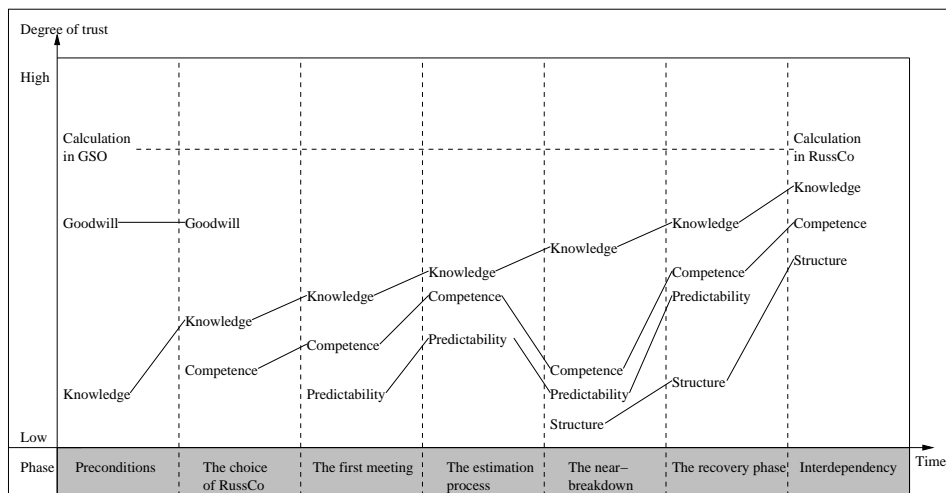 Degree of trust
High
Calculation
in GSO
Calculation
in RussCo
Knowledge
Goodwill
Goodwill
Knowledge
Competence
Knowledge
Structure
Knowledge
Competence
Knowledge
Competence
Predictability
Knowledge
Predictability
Competence
Competence
Structure
Knowledge
Predictability
Predictability
Structure
Low
Time
Phase
Preconditions
The choice
of RussCo
The first meeting
The estimation
process
The near–
breakdown
The recovery phase
Interdependency